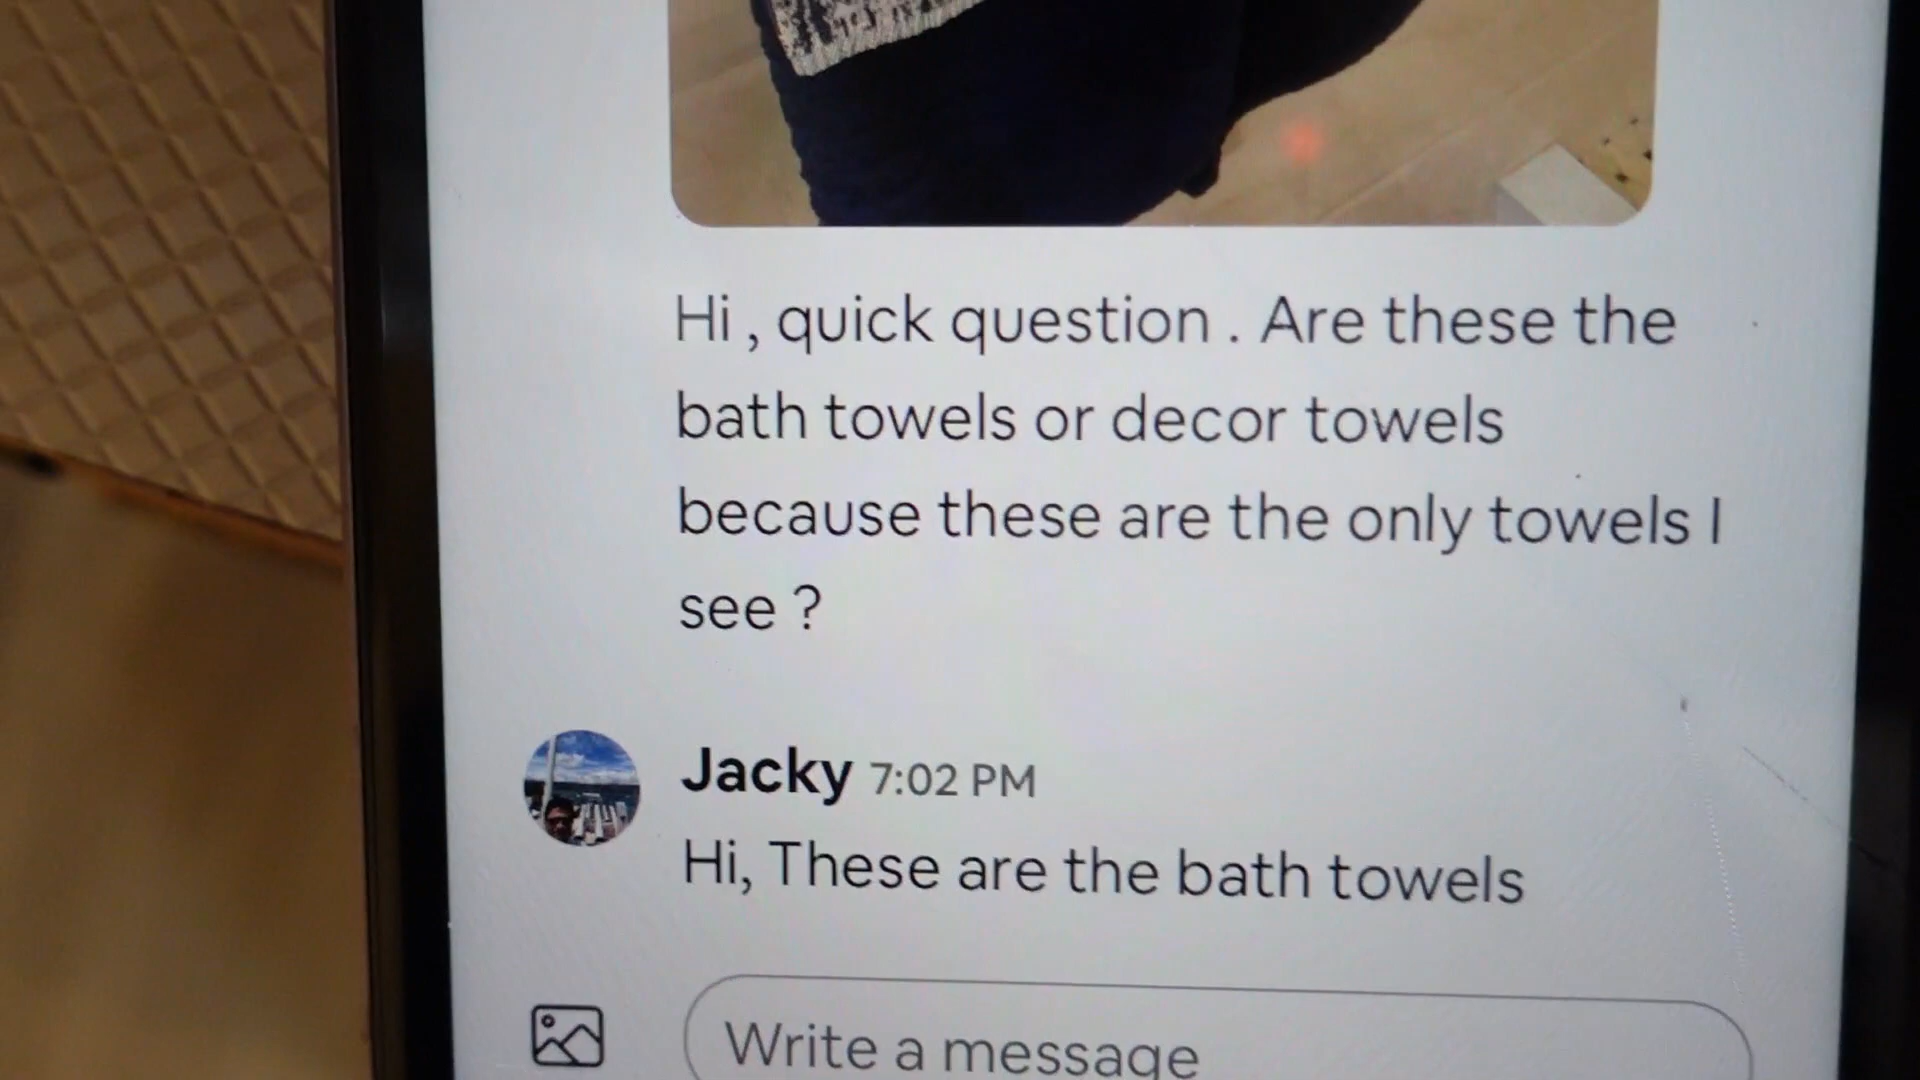 Hi , quick question . Are these the
bath towels or decor towels
because these are the only towels I
see ?
Jacky 7:02 PM
Hi, These are the bath towels
Write a message